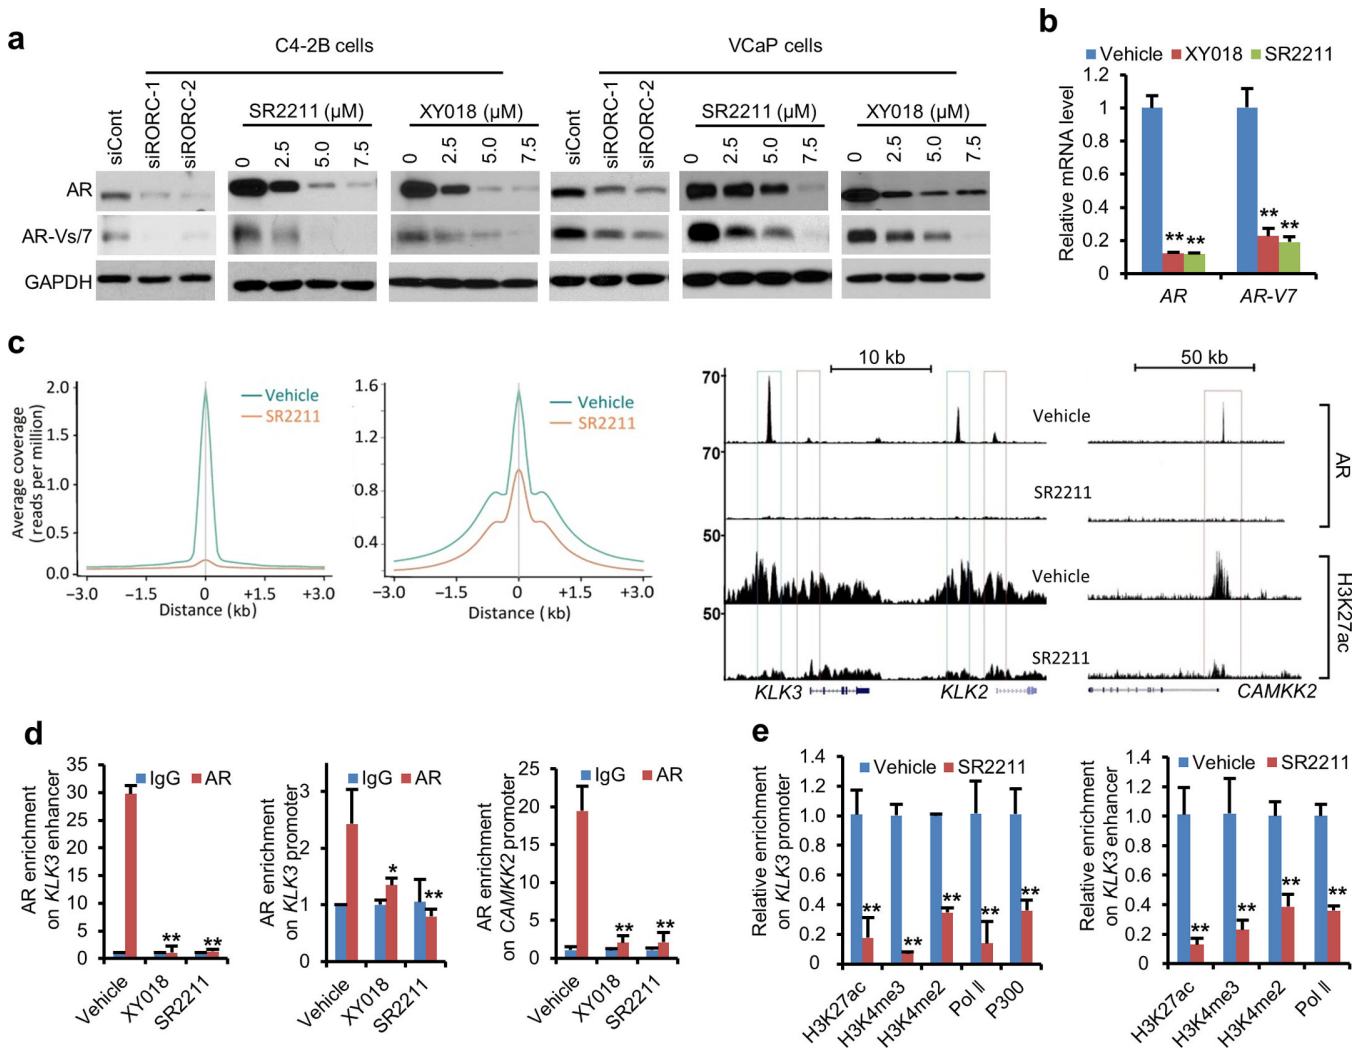 a
C4-2B cells
VCaP cells
siCont
siRORC-1
siRORC-2
SR2211 (µM)
0 2.5 5.0 7.5
XY018 (µM)
0 2.5 5.0 7.5
siCont
siRORC-1
siRORC-2
SR2211 (µM)
0 2.5 5.0 7.5
XY018 (µM)
0 2.5 5.0 7.5
AR
AR-Vs/7
GAPDH
b
Vehicle XY018 SR2211
Relative mRNA level
1.2
1
0.8
0.6
0.4
0.2
0
** **
** **
AR AR-V7
c
Average coverage
(reads per million)
2.0
1.5
1.0
0.5
0.0
Vehicle
SR2211
−3.0 −1.5 0 +1.5 +3.0
Distance (kb)
1.6
1.2
0.8
0.4
Vehicle
SR2211
−3.0 −1.5 0 +1.5 +3.0
Distance (kb)
10 kb
50 kb
70
Vehicle
70
SR2211
AR
50
Vehicle
50
SR2211
H3K27ac
KLK3 KLK2 CAMKK2
d
AR enrichment
on KLK3 enhancer
35
30
25
20
15
10
5
0
IgG AR
** **
Vehicle
XY018
SR2211
AR enrichment
on KLK3 promoter
3
2
1
0
IgG AR
* **
Vehicle
XY018
SR2211
AR enrichment
on CAMKK2 promoter
25
20
15
10
5
0
IgG AR
** **
Vehicle
XY018
SR2211
e
Relative enrichment
on KLK3 promoter
1.4
1.2
1.0
0.8
0.6
0.4
0.2
0
Vehicle SR2211
** ** ** ** **
H3K27ac
H3K4me3
H3K4me2
Pol II
P300
Relative enrichment
on KLK3 enhancer
1.4
1.2
1.0
0.8
0.6
0.4
0.2
0
Vehicle SR2211
** ** ** **
H3K27ac
H3K4me3
H3K4me2
Pol II